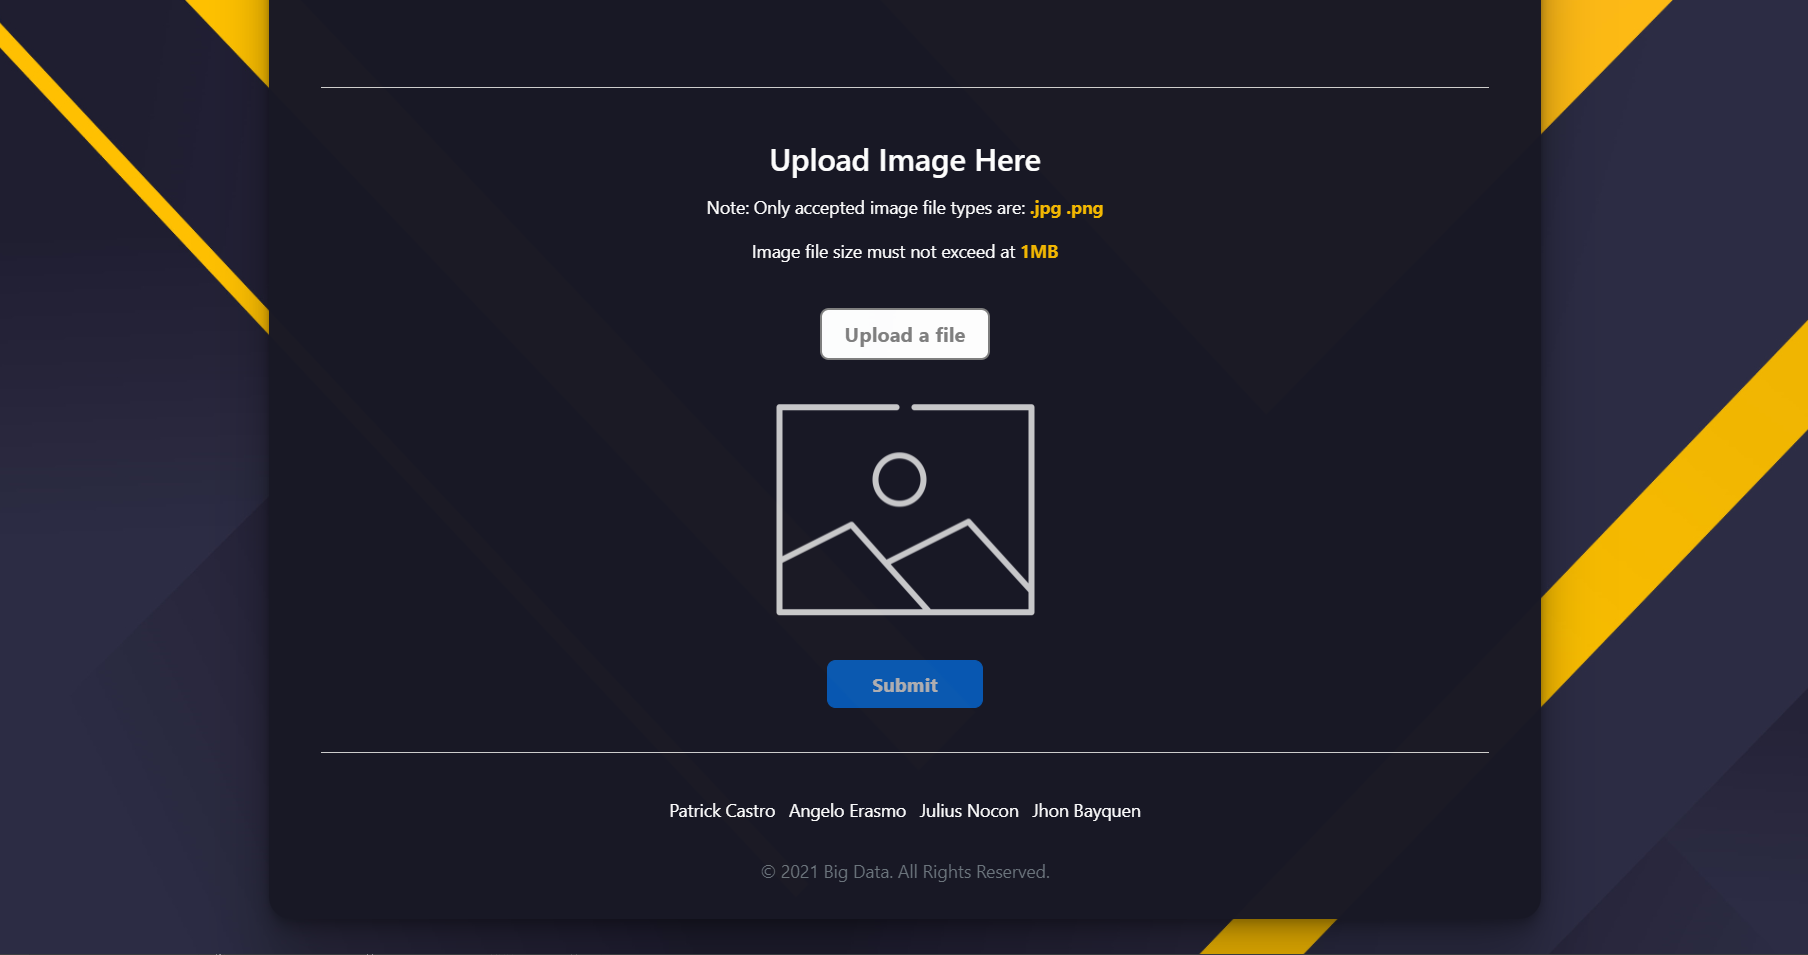 Upload Image Here
Note: Only accepted image file types are: .jpg .png
Image file size must not exceed at 1MB
Upload a file
Submit
Patrick Castro Angelo Erasmo Julius Nocon Jhon Bayquen
© 2021 Big Data. All Rights Reserved.